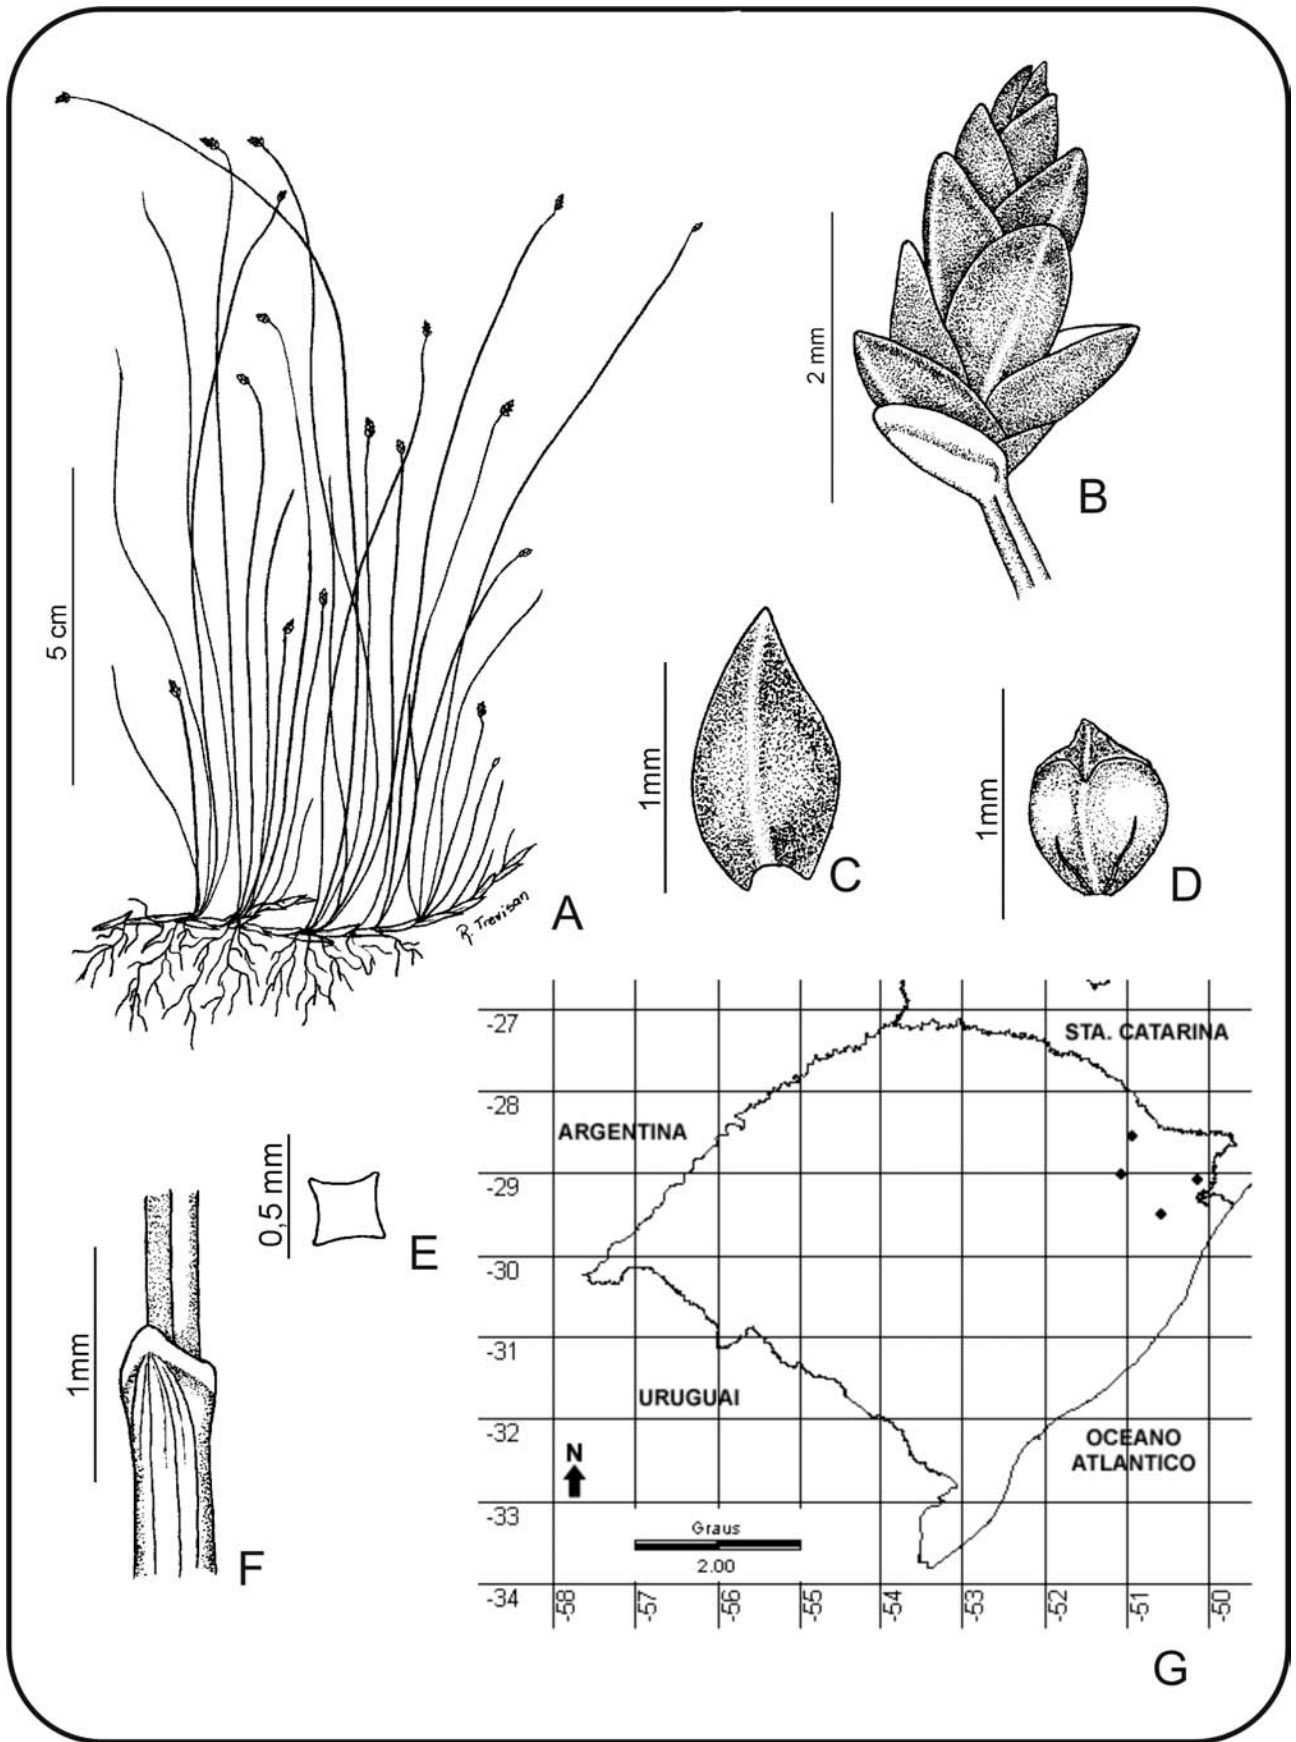 5 cm
A
R. Trevisan
2 mm
B
1mm
C
1mm
D
0,5 mm
E
1mm
F
-27
-28
-29
-30
-31
-32
-33
-34
STA. CATARINA
ARGENTINA
URUGUAI
OCEANO
ATLANTICO
N
Graus
2.00
-58
-57
-56
-55
-54
-53
-52
-51
-50
G